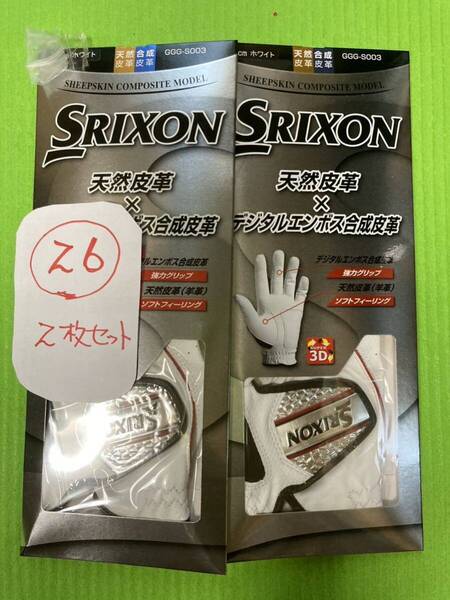 cm ホワイト
天然 合成
皮革 皮革
GGG-S003
SHEEPSKIN COMPOSITE MODEL
SRIXON
天然皮革
×
ボス合成皮革
ルエンボス合成皮革
強力グリップ
天然皮革(羊革)
ソフトフィーリング
26
2枚セット
cm ホワイト
天然 合成
皮革 皮革
GGG-S003
SHEEPSKIN COMPOSITE MODEL
SRIXON
天然皮革
×
デジタルエンボス合成皮革
デジタルエンボス合成皮革
強力グリップ
天然皮革(羊革)
ソフトフィーリング
3D
SRIXON